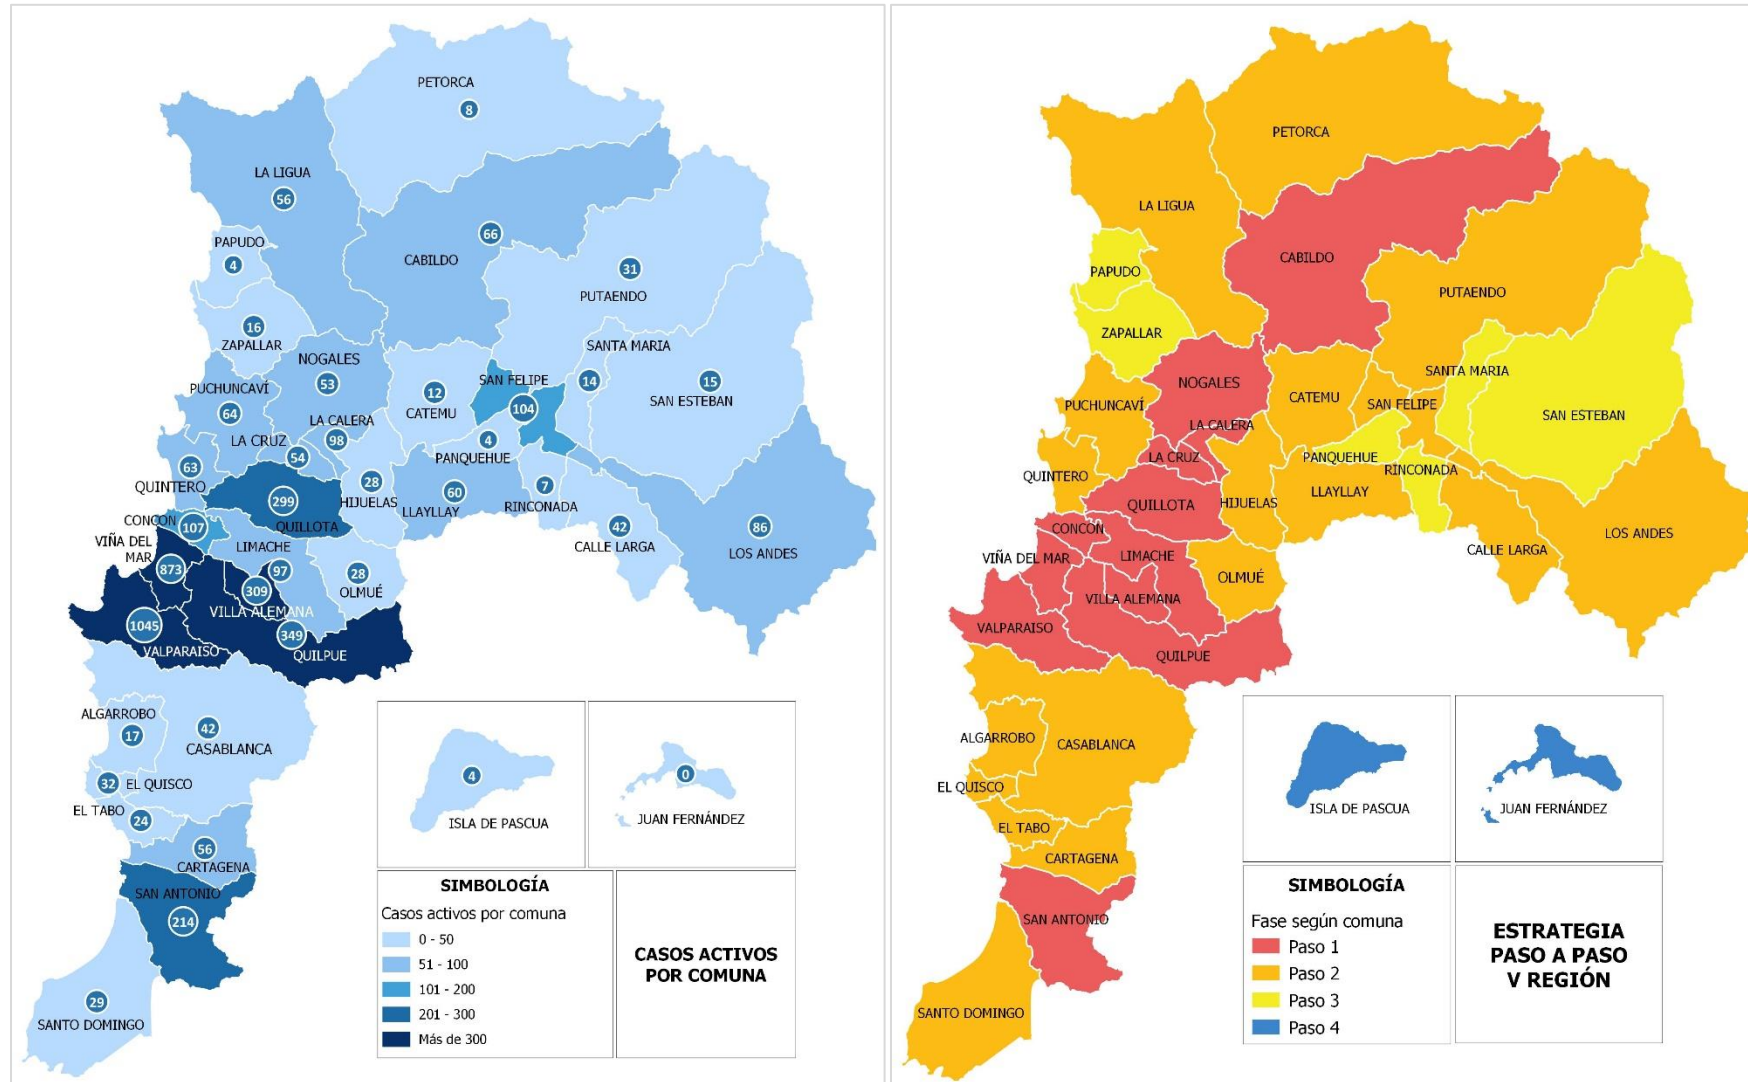 PETORCA
8
LA LIGUA
56
66
CABILDO
PAPUDO
4
31
PUTAENDO
16
ZAPALLAR
SANTA MARIA
NOGALES
53
SAN FELIPE
14
15
SAN ESTEBAN
PUCHUNCAVÍ
64
12
CATEMU
104
LA CALERA
98
LA CRUZ
54
4
PANQUEHUE
63
QUINTERO
28
HIJUELAS
60
LLAYLLAY
7
RINCONADA
299
QUILLOTA
CONCON
107
42
CALLE LARGA
86
LOS ANDES
VIÑA DEL
MAR
873
LIMACHE
97
28
OLMUÉ
309
VILLA ALEMANA
1045
VALPARAISO
349
QUILPUE
ALGARROBO
17
42
CASABLANCA
32
EL QUISCO
EL TABO
24
56
CARTAGENA
SAN ANTONIO
214
29
SANTO DOMINGO
4
ISLA DE PASCUA
0
JUAN FERNÁNDEZ
SIMBOLOGÍA
Casos activos por comuna
0 - 50
51 - 100
101 - 200
201 - 300
Más de 300
CASOS ACTIVOS
POR COMUNA
PETORCA
LA LIGUA
CABILDO
PAPUDO
PUTAENDO
ZAPALLAR
SANTA MARIA
NOGALES
CATEMU
SAN FELIPE
SAN ESTEBAN
PUCHUNCAVÍ
LA CALERA
LA CRUZ
PANQUEHUE
RINCONADA
QUINTERO
QUILLOTA
HIJUELAS
LLAYLLAY
CONCÓN
LOS ANDES
VIÑA DEL MAR
LIMACHE
CALLE LARGA
OLMUÉ
VILLA ALEMANA
VALPARAISO
QUILPUE
ALGARROBO
CASABLANCA
EL QUISCO
EL TABO
CARTAGENA
SAN ANTONIO
SANTO DOMINGO
ISLA DE PASCUA
JUAN FERNÁNDEZ
SIMBOLOGÍA
Fase según comuna
Paso 1
Paso 2
Paso 3
Paso 4
ESTRATEGIA
PASO A PASO
V REGIÓN